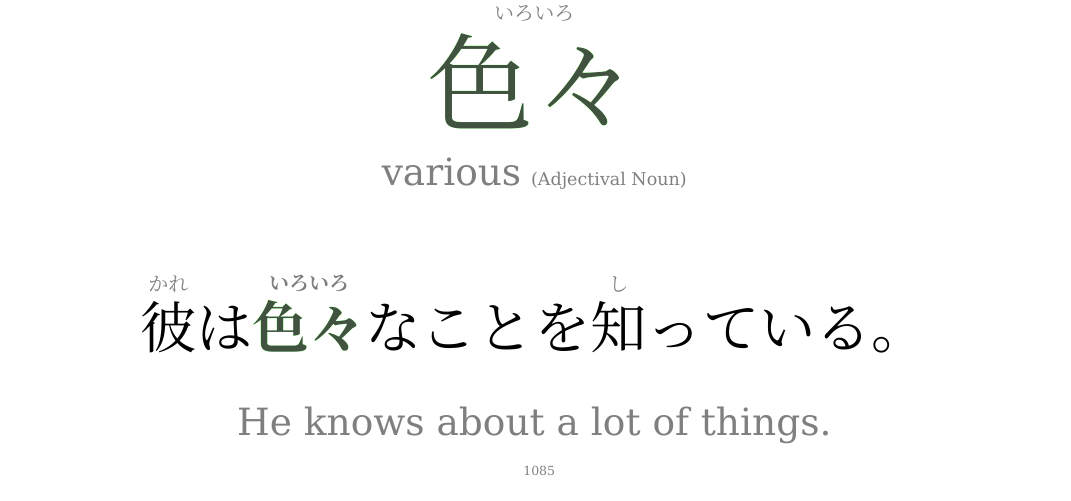 いろいろ
色々
various (Adjectival Noun)
かれ いろいろ し
彼は色々なことを知っている。
He knows about a lot of things.
1085